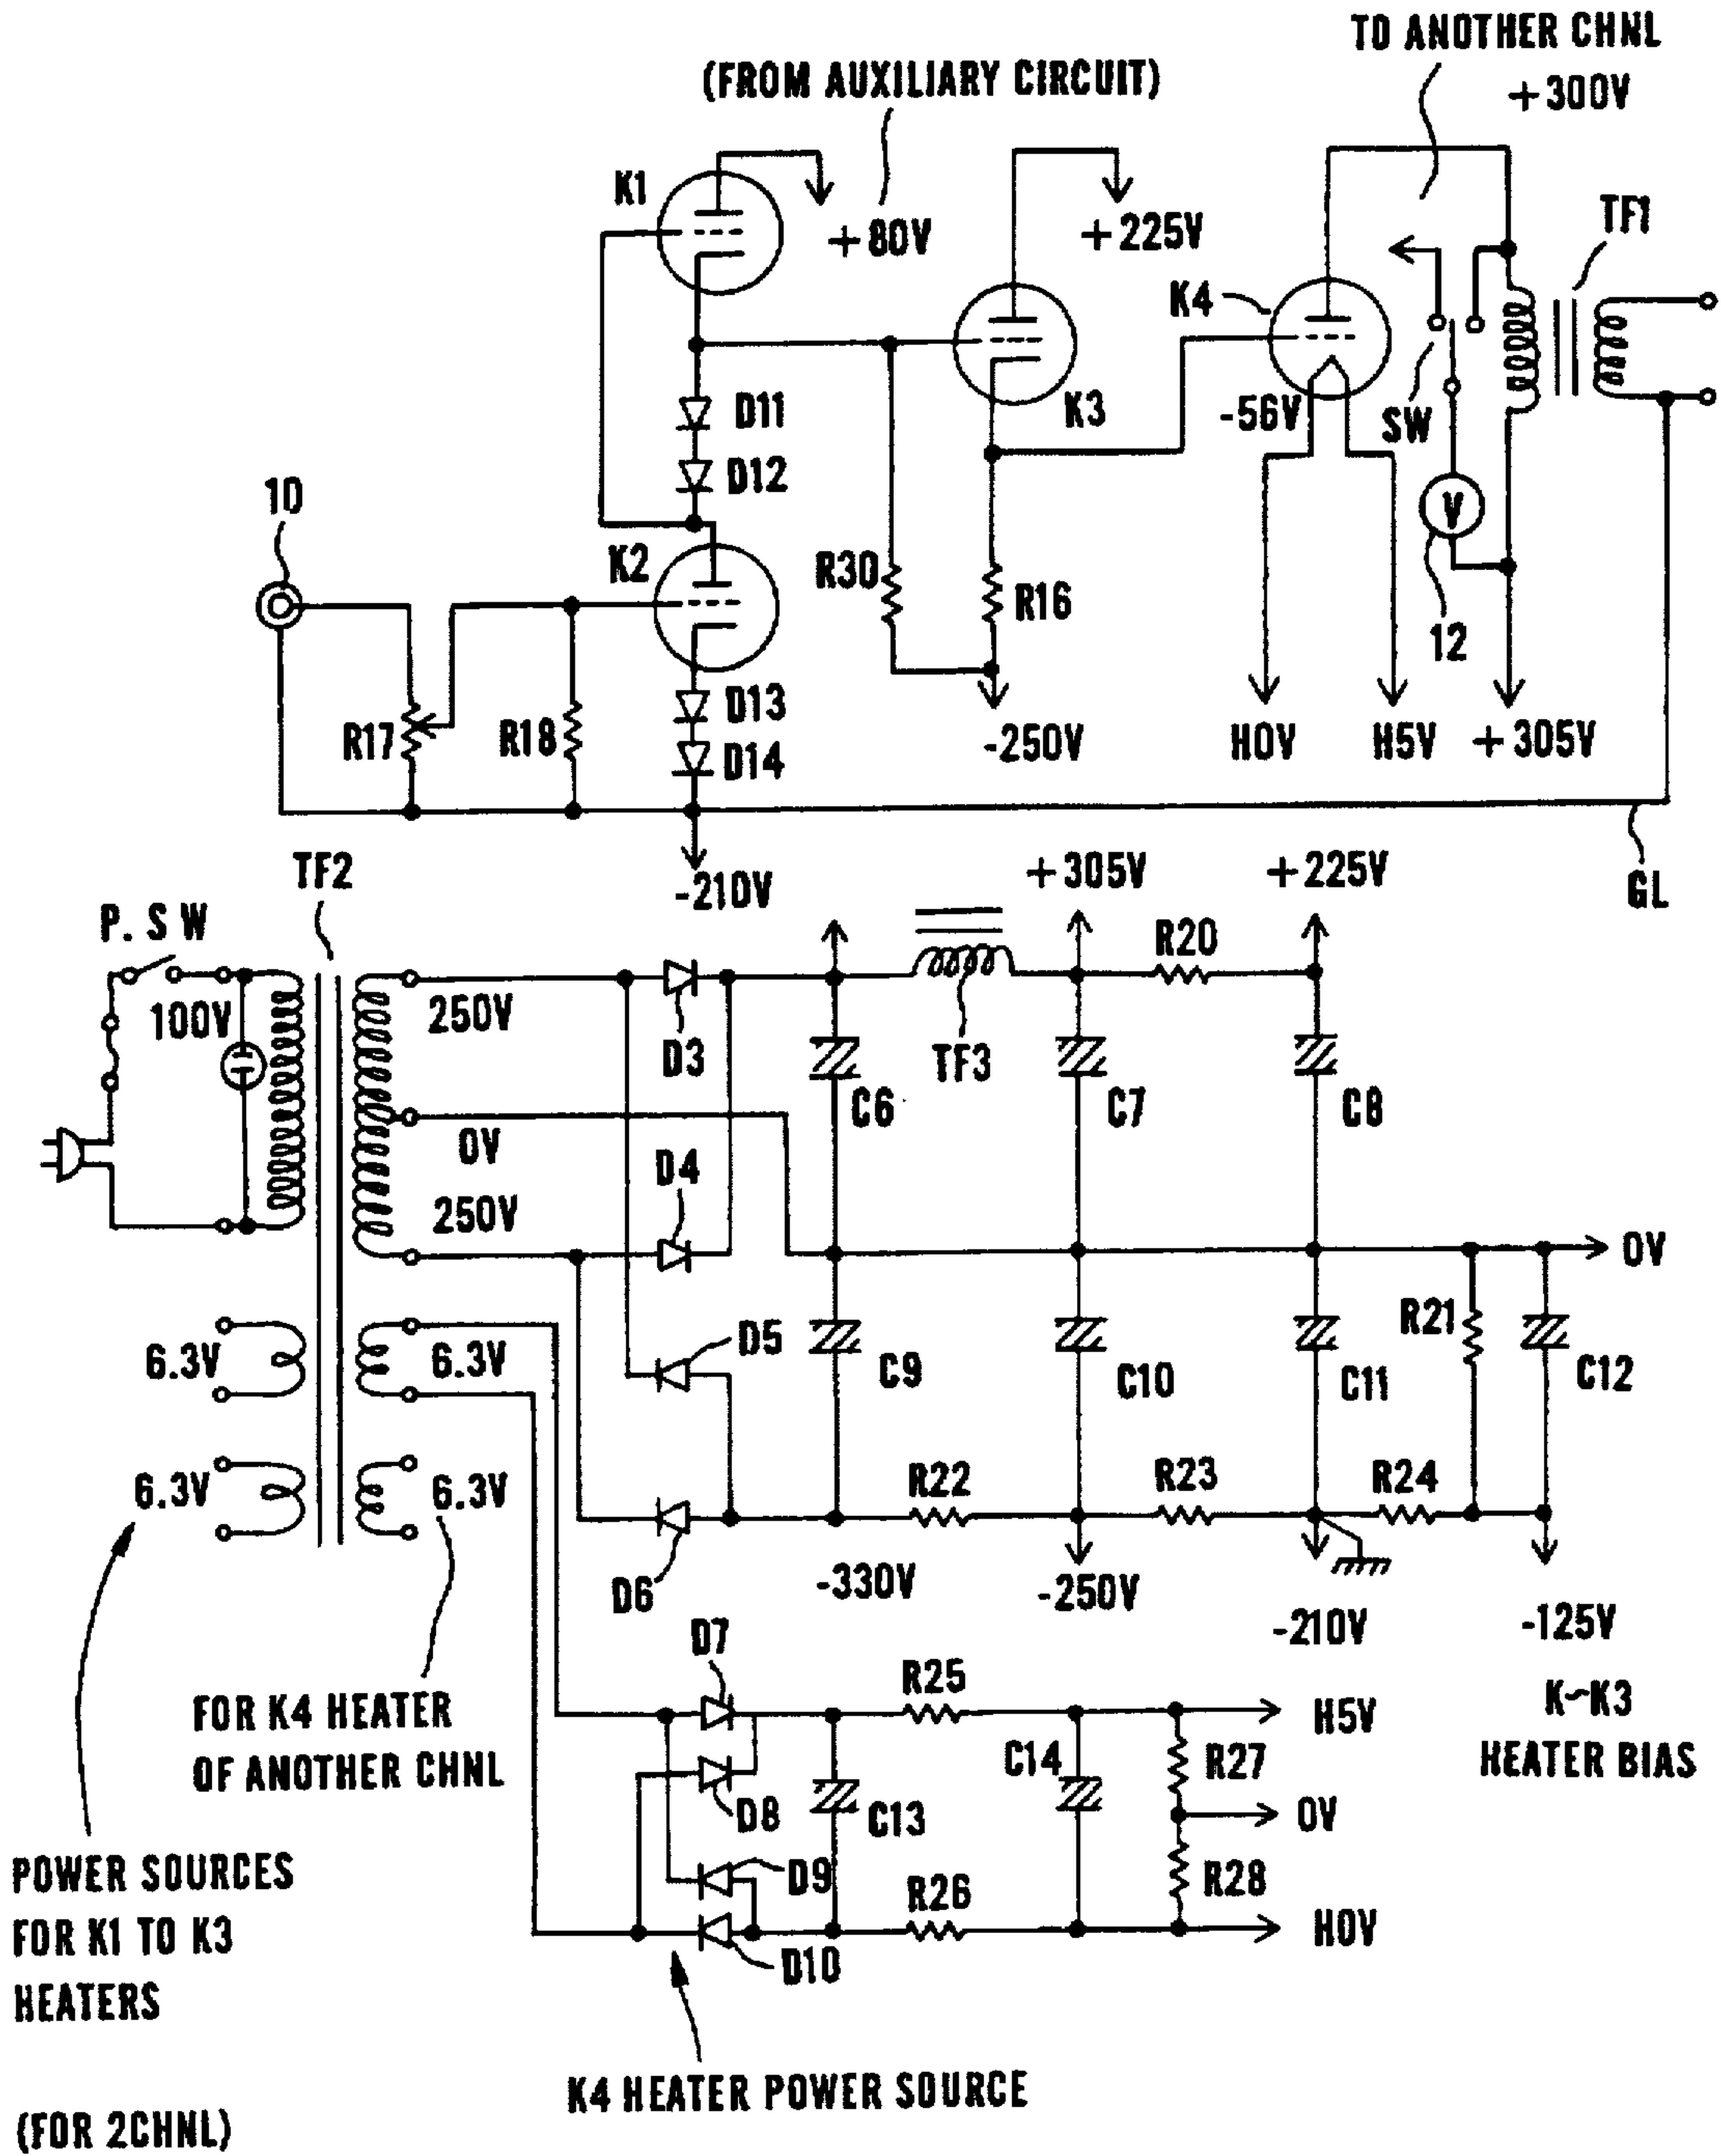 TO ANOTHER CHNL
(FROM AUXILIARY CIRCUIT)
+300V
K1
+80V
+225V
TF1
K4
K3
-56V
SW
D11
D12
10
K2
R30
R16
V
12
R17
R18
D13
D14
-250V
H0V
H5V
+305V
-210V
GL
TF2
P.SW
+305V
+225V
R20
100V
250V
D3
TF3
C6
C7
C8
0V
D4
250V
0V
R21
D5
6.3V
6.3V
C9
C10
C11
C12
6.3V
6.3V
R22
R23
R24
D6
-330V
-250V
-210V
-125V
D7
R25
H5V
K~K3
HEATER BIAS
FOR K4 HEATER
OF ANOTHER CHNL
C14
R27
D8
C13
0V
POWER SOURCES
FOR K1 TO K3
HEATERS
D9
R26
R28
D10
H0V
K4 HEATER POWER SOURCE
(FOR 2CHNL)